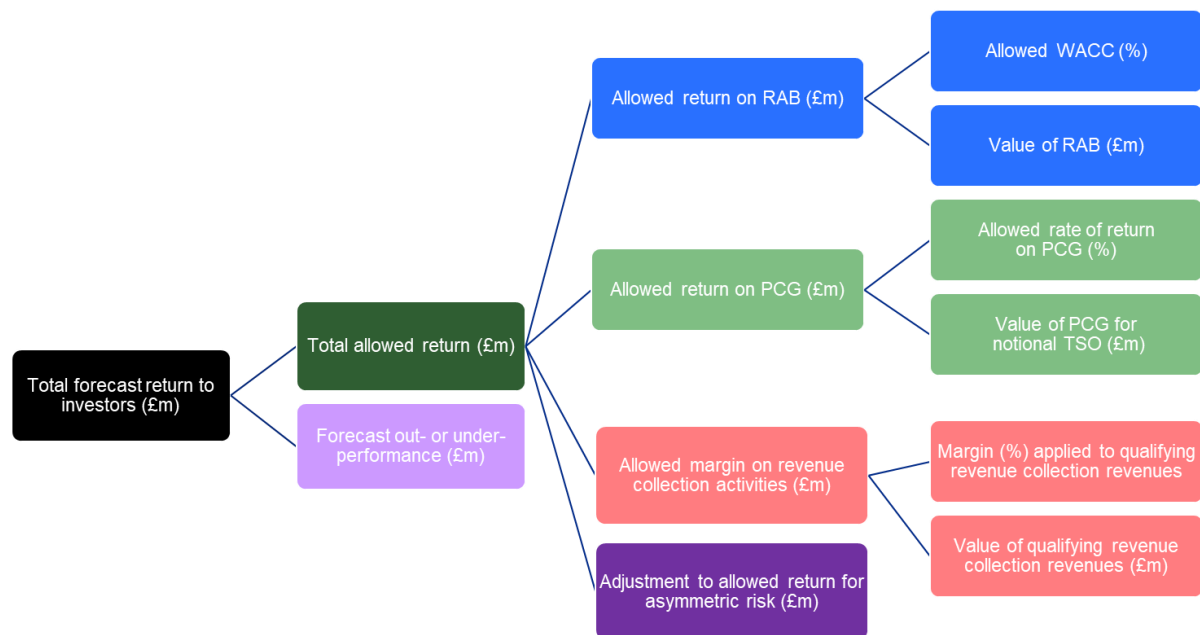 Total forecast return to
investors (£m)
Total allowed return (£m)
Forecast out- or under-
performance (£m)
Allowed return on RAB (£m)
Allowed WACC (%)
Value of RAB (£m)
Allowed return on PCG (£m)
Allowed rate of return
on PCG (%)
Value of PCG for
notional TSO (£m)
Allowed margin on revenue
collection activities (£m)
Margin (%) applied to qualifying
revenue collection revenues
Value of qualifying revenue
collection revenues (£m)
Adjustment to allowed return for
asymmetric risk (£m)